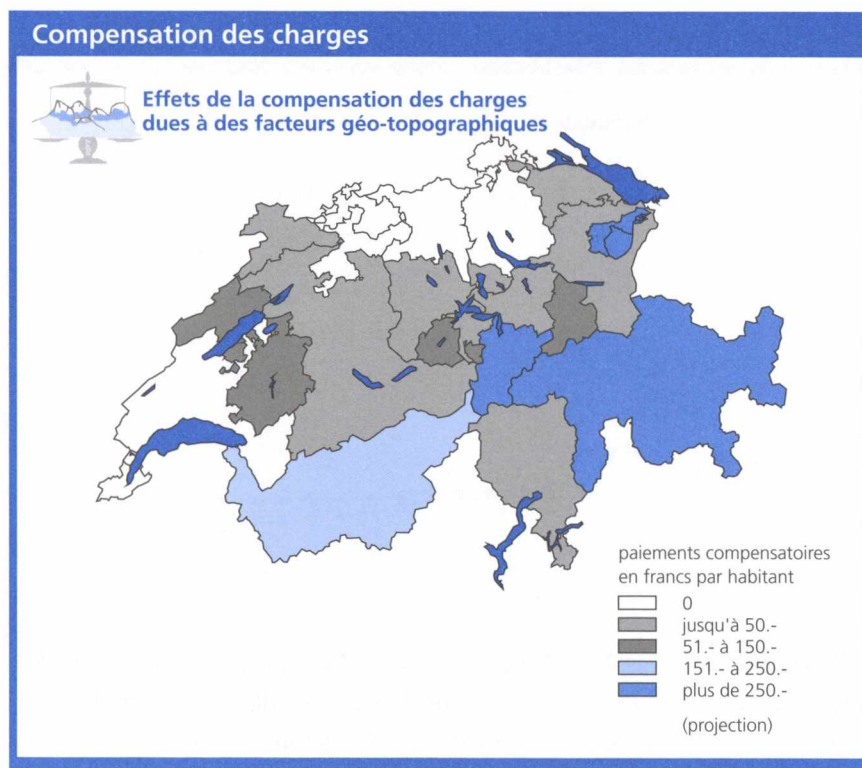 Compensation des charges
Effets de la compensation des charges
dues à des facteurs géo-topographiques
paiements compensatoires
en francs par habitant
0
jusqu'à 50.-
51.- à 150.-
151.- à 250.-
plus de 250.-
(projection)